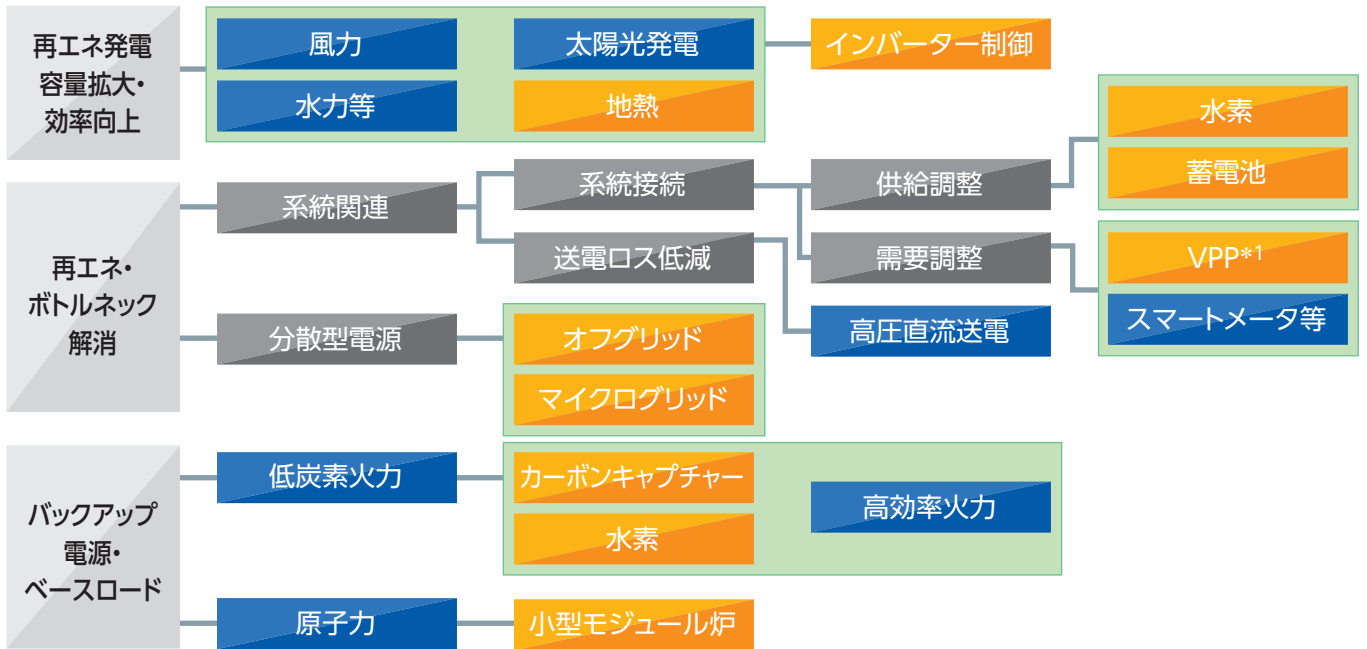 再エネ発電
容量拡大・
効率向上
風力
太陽光発電
インバーター制御
水力等
地熱
水素
蓄電池
再エネ・
ボトルネック
解消
系統関連
系統接続
供給調整
送電ロス低減
需要調整
VPP*1
スマートメータ等
高圧直流送電
分散型電源
オフグリッド
マイクログリッド
バックアップ
電源・
ベースロード
低炭素火力
カーボンキャプチャー
高効率火力
水素
原子力
小型モジュール炉